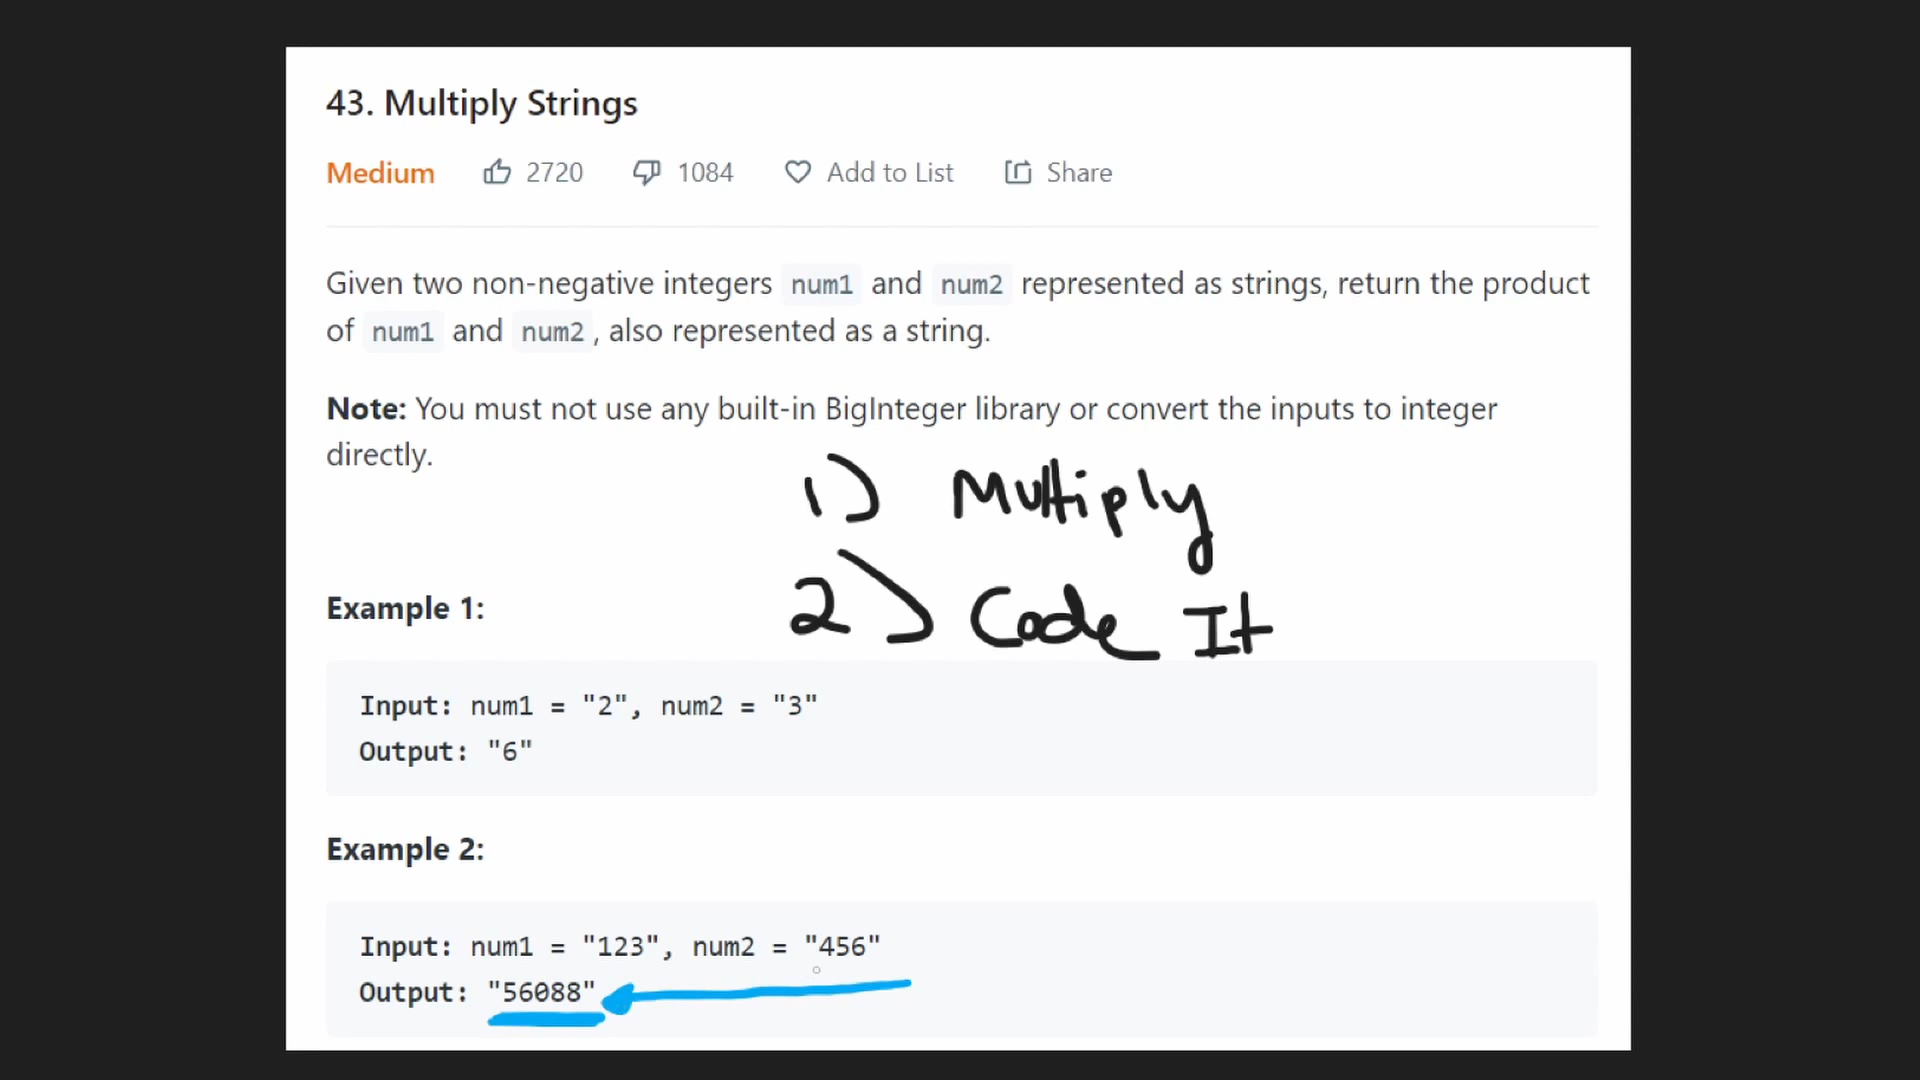 43. Multiply Strings
Medium 2720 1084 Add to List Share
Given two non-negative integers num1 and num2 represented as strings, return the product
of num1 and num2, also represented as a string.
Note: You must not use any built-in BigInteger library or convert the inputs to integer
directly.
1) Multiply
2) Code It
Example 1:
Input: num1 = "2", num2 = "3"
Output: "6"
Example 2:
Input: num1 = "123", num2 = "456"
Output: "56088"